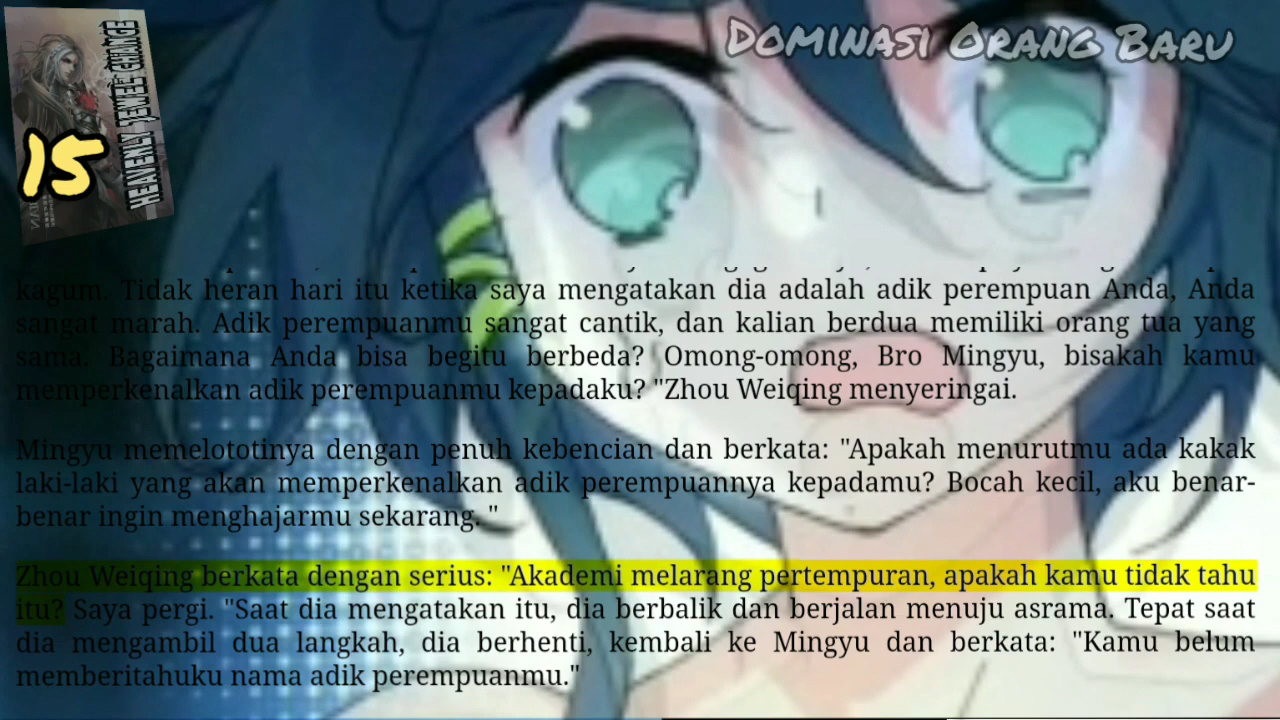 Dominasi Orang Baru
HEAVENLY JEWEL CHANGE
15
kagum. Tidak heran hari itu ketika saya mengatakan dia adalah adik perempuan Anda, Anda
sangat marah. Adik perempuanmu sangat cantik, dan kalian berdua memiliki orang tua yang
sama. Bagaimana Anda bisa begitu berbeda? Omong-omong, Bro Mingyu, bisakah kamu
memperkenalkan adik perempuanmu kepadaku? "Zhou Weiqing menyeringai.
Mingyu memelototinya dengan penuh kebencian dan berkata: "Apakah menurutmu ada kakak
laki-laki yang akan memperkenalkan adik perempuannya kepadamu? Bocah kecil, aku benar-
benar ingin menghajarmu sekarang. "
Zhou Weiqing berkata dengan serius: "Akademi melarang pertempuran, apakah kamu tidak tahu
itu? Saya pergi. "Saat dia mengatakan itu, dia berbalik dan berjalan menuju asrama. Tepat saat
dia mengambil dua langkah, dia berhenti, kembali ke Mingyu dan berkata: "Kamu belum
memberitahuku nama adik perempuanmu."